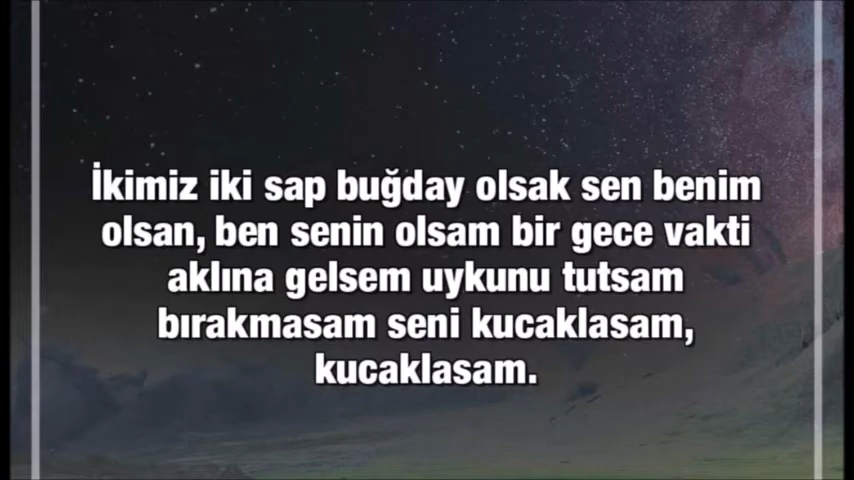 İkimiz iki sap buğday olsak sen benim
olsan, ben senin olsam bir gece vakti
aklına gelsem uykunu tutsam
bırakmasam seni kucaklasam,
kucaklasam.